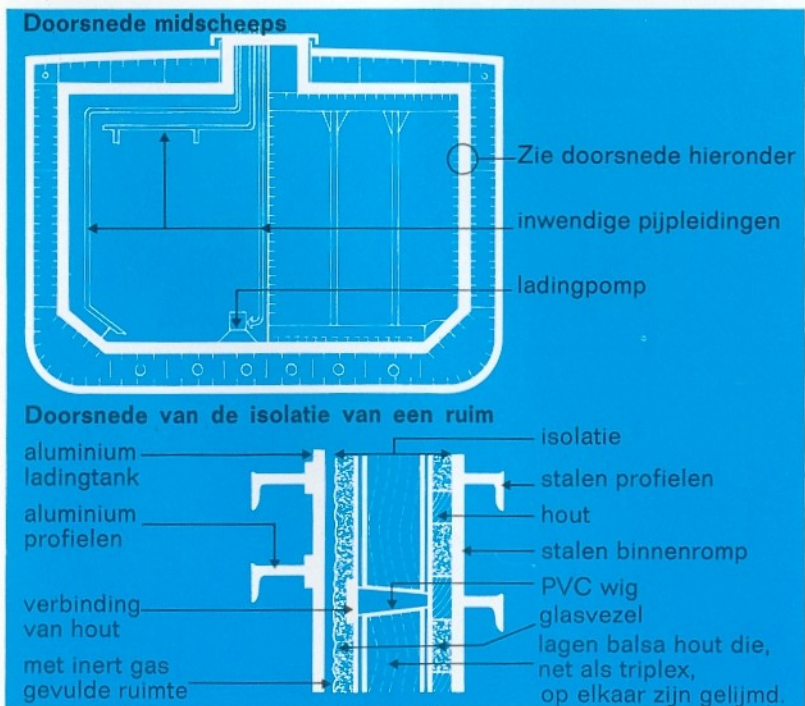 Doorsnede midscheeps
Zie doorsnede hieronder
inwendige pijpleidingen
ladingpomp
Doorsnede van de isolatie van een ruim
aluminium
ladingtank
aluminium
profielen
verbinding
van hout
met inert gas
gevulde ruimte
isolatie
stalen profielen
hout
stalen binnenromp
PVC wig
glasvezel
lagen balsa hout die,
net als triplex,
op elkaar zijn gelijmd.